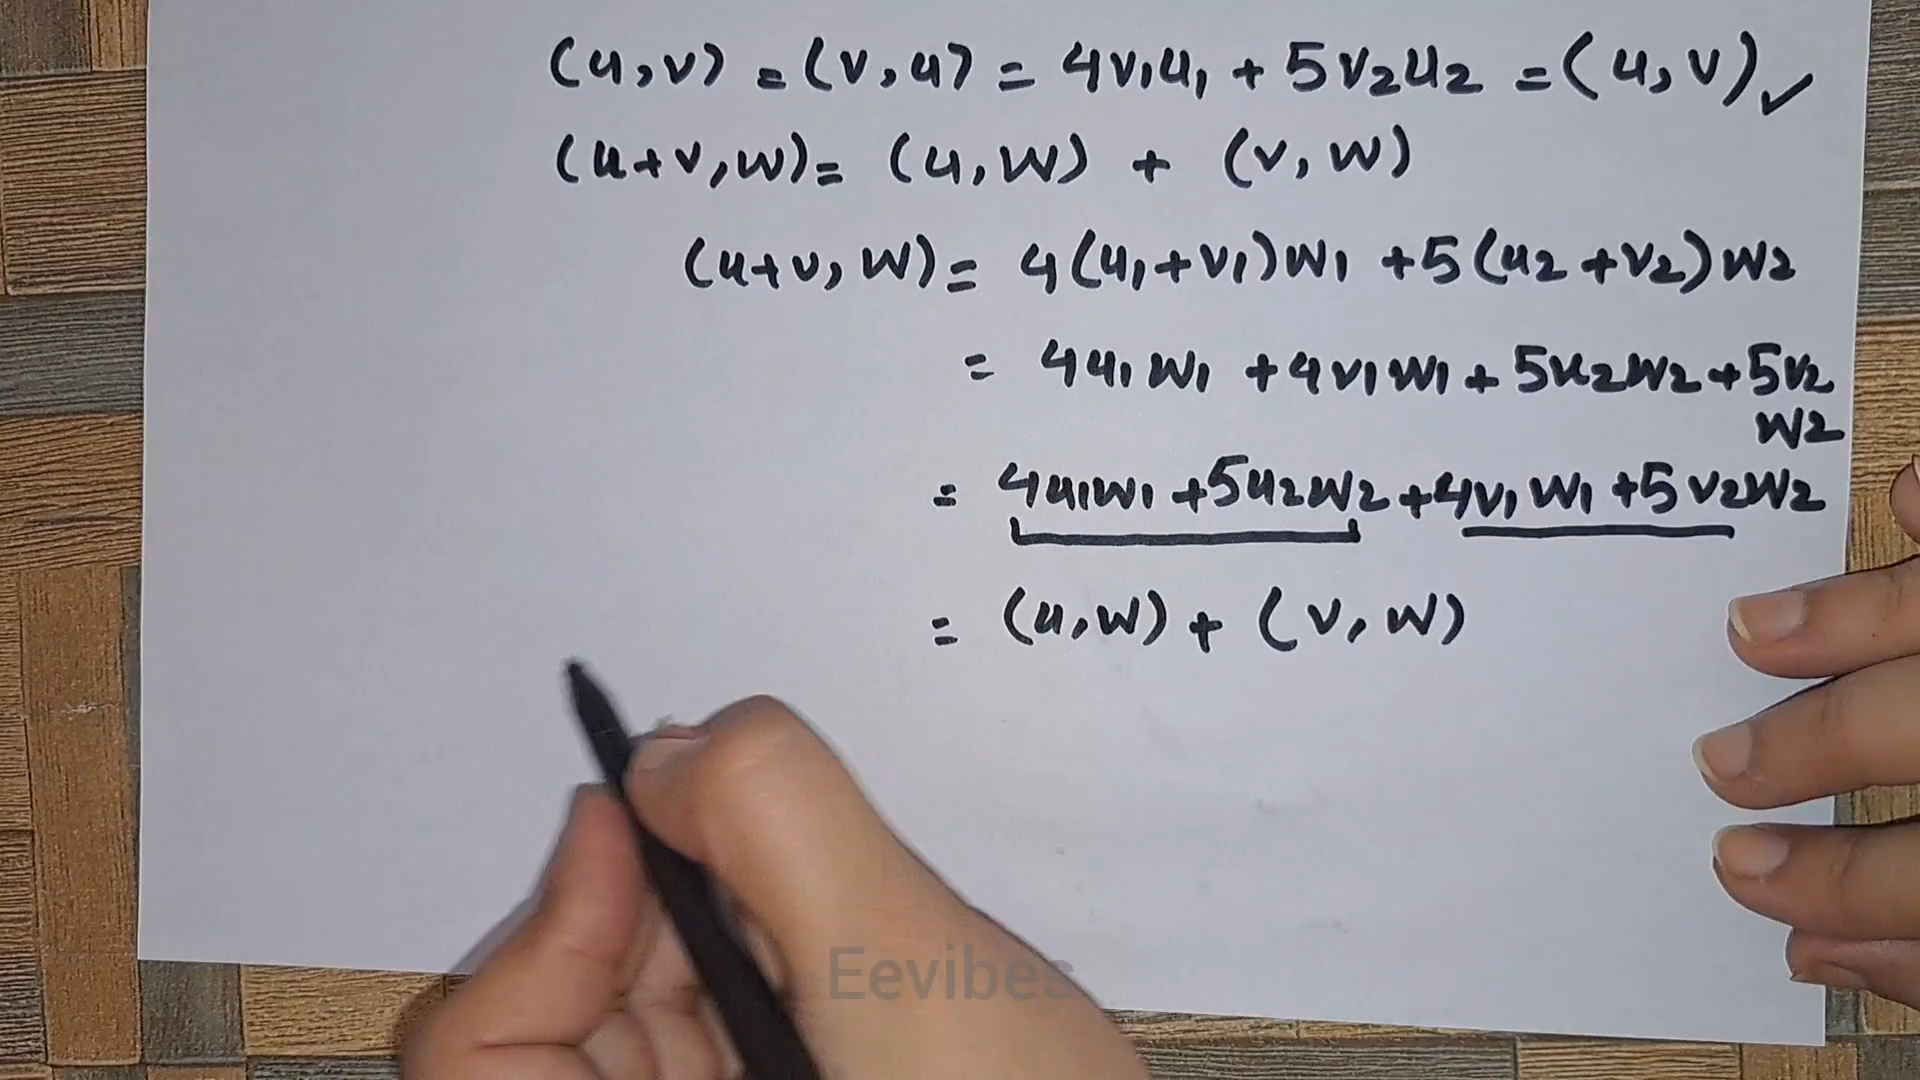 (u,v) = (v,u) = 4v1u1 + 5v2u2 = (u,v) ✓
(u+v,w) = (u,w) + (v,w)
(u+v,w) = 4(u1+v1)w1 +5(u2+v2)w2
= 4u1w1 +4v1w1 + 5u2w2 +5v2
w2
= 4u1w1 +5u2w2 +4v1w1 +5v2w2
= (u,w) + (v,w)
Eevibes